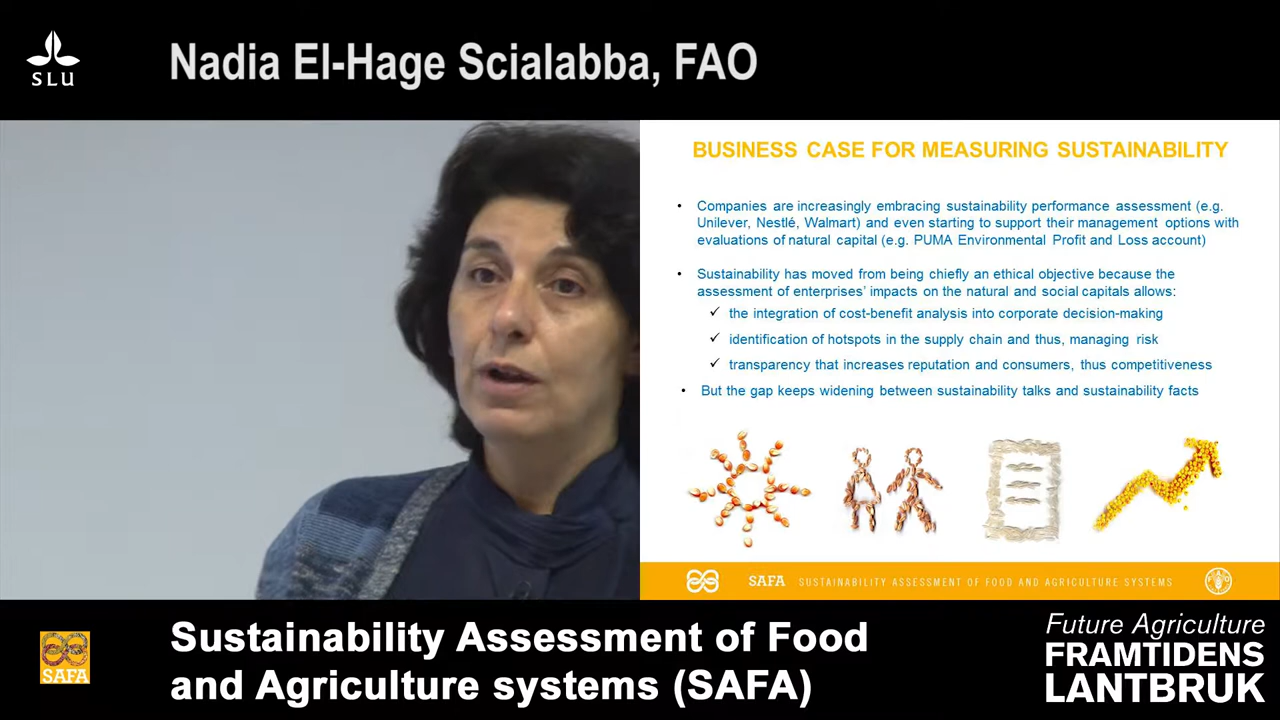 SLU
Nadia El-Hage Scialabba, FAO
BUSINESS CASE FOR MEASURING SUSTAINABILITY
• Companies are increasingly embracing sustainability performance assessment (e.g.
Unilever, Nestlé, Walmart) and even starting to support their management options with
evaluations of natural capital (e.g. PUMA Environmental Profit and Loss account)
• Sustainability has moved from being chiefly an ethical objective because the
assessment of enterprises’ impacts on the natural and social capitals allows:
✓ the integration of cost-benefit analysis into corporate decision-making
✓ identification of hotspots in the supply chain and thus, managing risk
✓ transparency that increases reputation and consumers, thus competitiveness
• But the gap keeps widening between sustainability talks and sustainability facts
SAFA SUSTAINABILITY ASSESSMENT OF FOOD AND AGRICULTURE SYSTEMS
SAFA
Sustainability Assessment of Food
and Agriculture systems (SAFA)
Future Agriculture
FRAMTIDENS
LANTBRUK